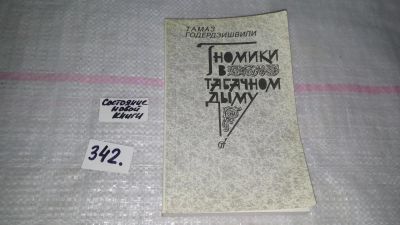 ТАМАЗ
ГОДЕРДЗИШВИЛИ
ГНОМИКИ
В
ТАБАЧНОМ
ДЫМУ
Состояние
новой
книги
342.